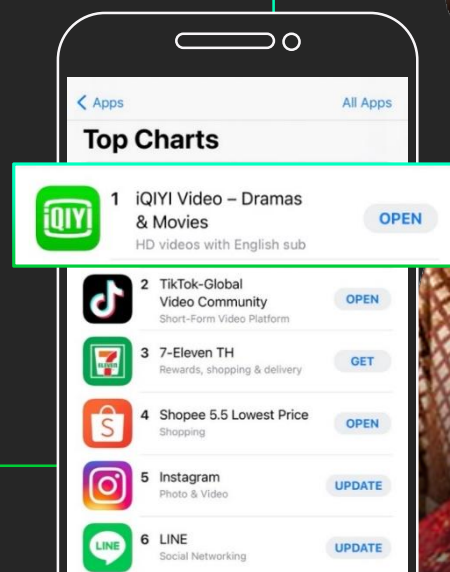 Apps
All Apps
Top Charts
iQIYI
1 iQIYI Video – Dramas
& Movies
HD videos with English sub
OPEN
2 TikTok-Global
Video Community
Short-Form Video Platform
OPEN
ELEVEN
3 7-Eleven TH
Rewards, shopping & delivery
GET
4 Shopee 5.5 Lowest Price
Shopping
OPEN
5 Instagram
Photo & Video
UPDATE
LINE
6 LINE
Social Networking
UPDATE